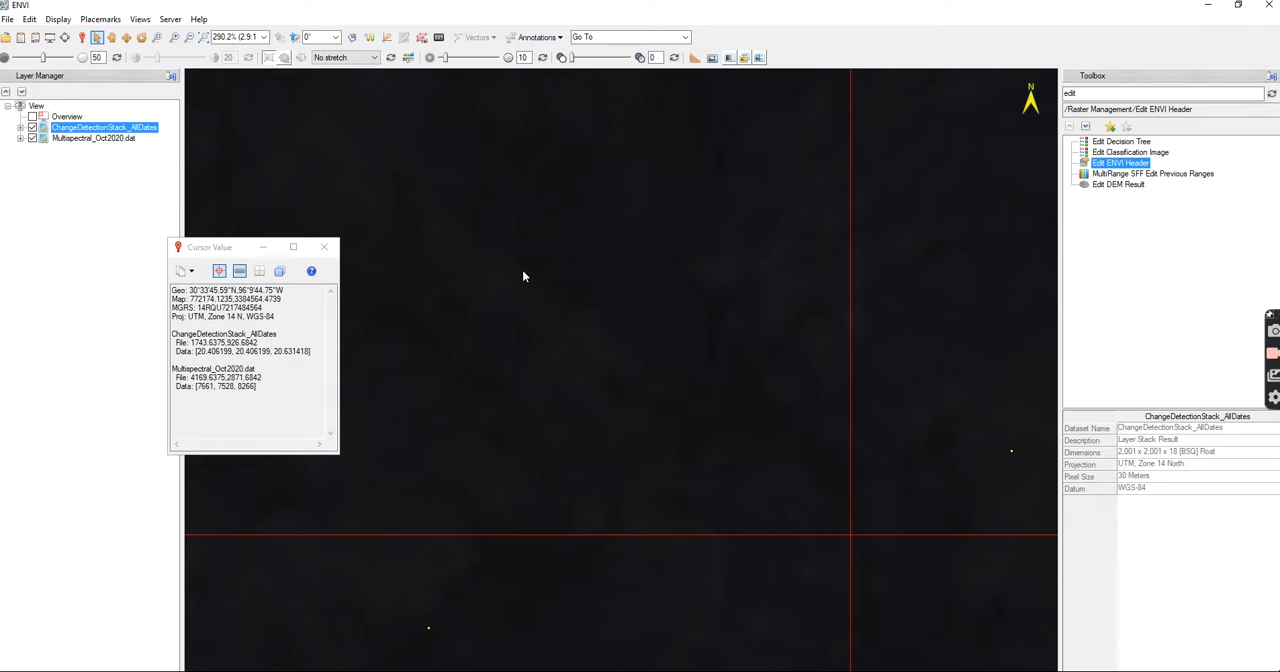 ENVI
File Edit Display Placemarks Views Server Help
290.2% (2.9:1 0° Vectors Annotations Go To
50 20 No stretch 10 0
Layer Manager
View
Overview
ChangeDetectionStack_AllDates
Multispectral_Oct2020.dat
Cursor Value
Geo: 30°33'45.59"N,96°9'44.75"W
Map: 772174.1235,3384564.4739
MGRS: 14RQU7217484564
Proj: UTM, Zone 14 N, WGS-84
ChangeDetectionStack_AllDates
File: 1743.6375,926.6842
Data: [20.406199, 20.406199, 20.631418]
Multispectral_Oct2020.dat
File: 4169.6375,2871.6842
Data: [7661, 7528, 8266]
N
Toolbox
edit
/Raster Management/Edit ENVI Header
Edit Decision Tree
Edit Classification Image
Edit ENVI Header
MultiRange SFF Edit Previous Ranges
Edit DEM Result
ChangeDetectionStack_AllDates
Dataset Name ChangeDetectionStack_AllDates
Description Layer Stack Result
Dimensions 2,001 x 2,001 x 18 [BSQ] Float
Projection UTM, Zone 14 North
Pixel Size 30 Meters
Datum WGS-84